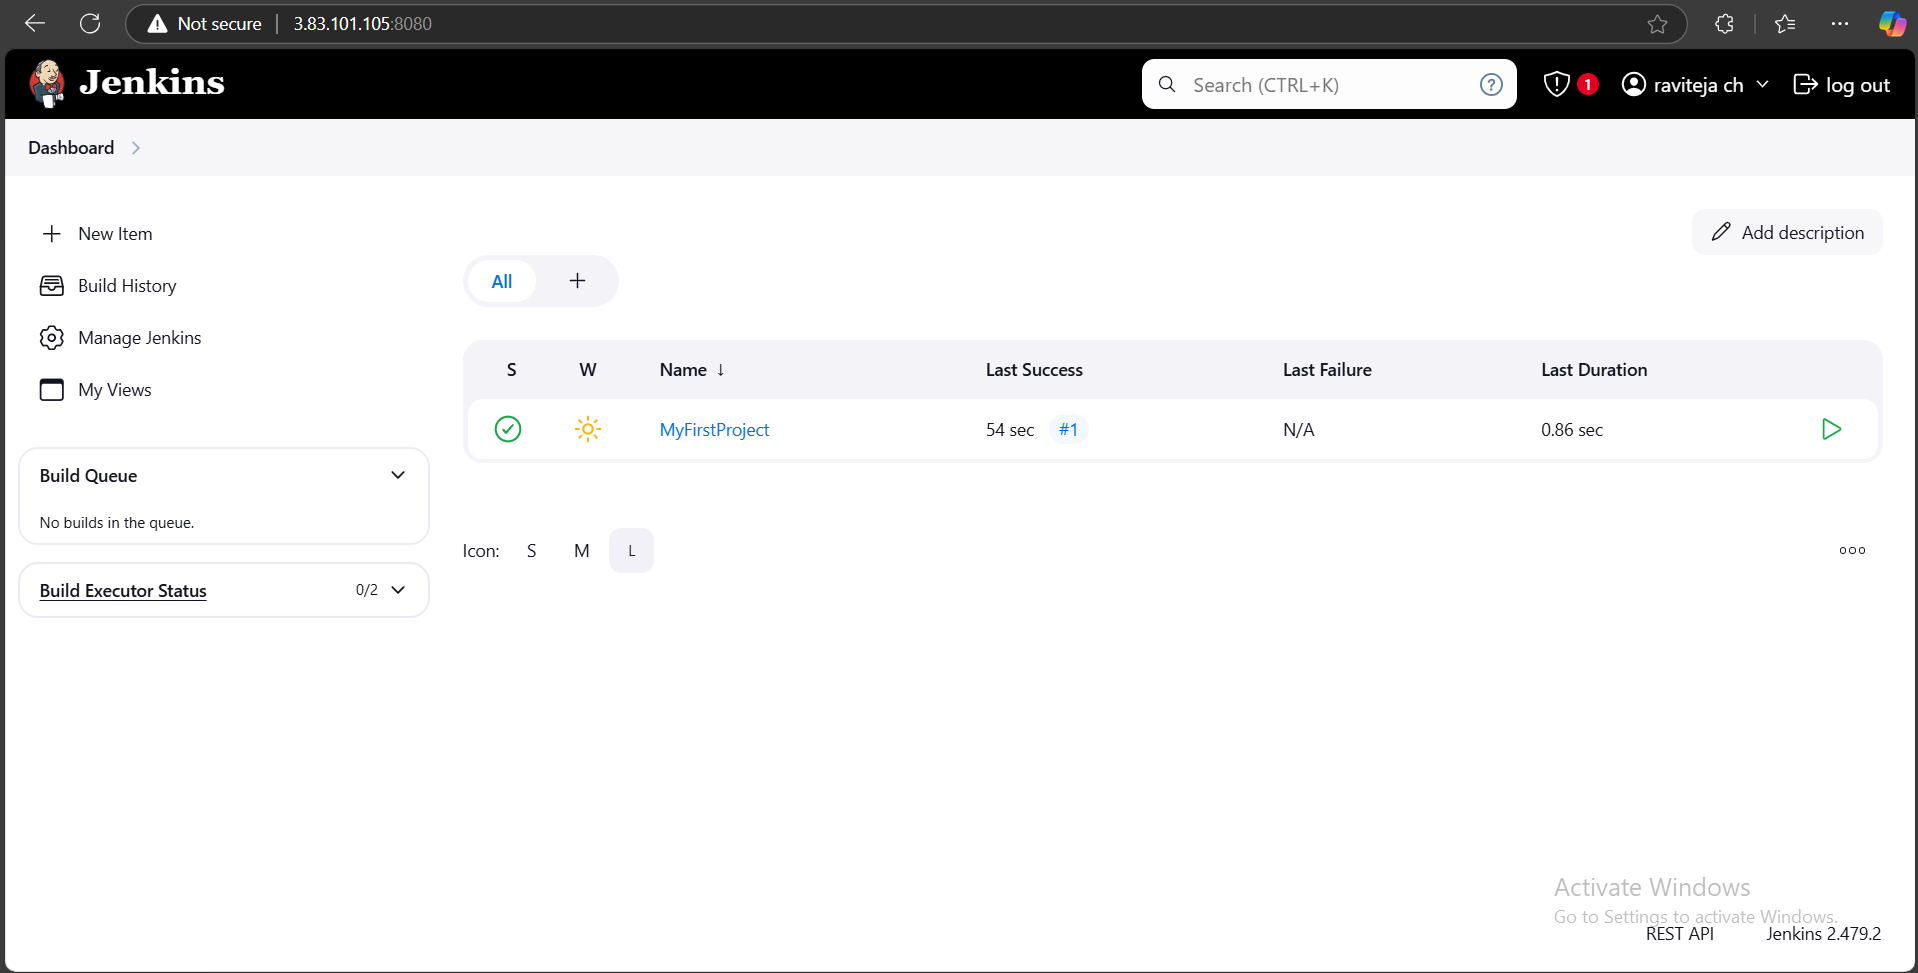 Not secure 3.83.101.105:8080
Jenkins
Search (CTRL+K) ? 1 raviteja ch log out
Dashboard
New Item
Build History
Manage Jenkins
My Views
Build Queue
No builds in the queue.
Build Executor Status 0/2
Add description
All +
S W Name ↓ Last Success Last Failure Last Duration
MyFirstProject 54 sec #1 N/A 0.86 sec
Icon: S M L
Activate Windows
Go to Settings to activate Windows.
REST API Jenkins 2.479.2